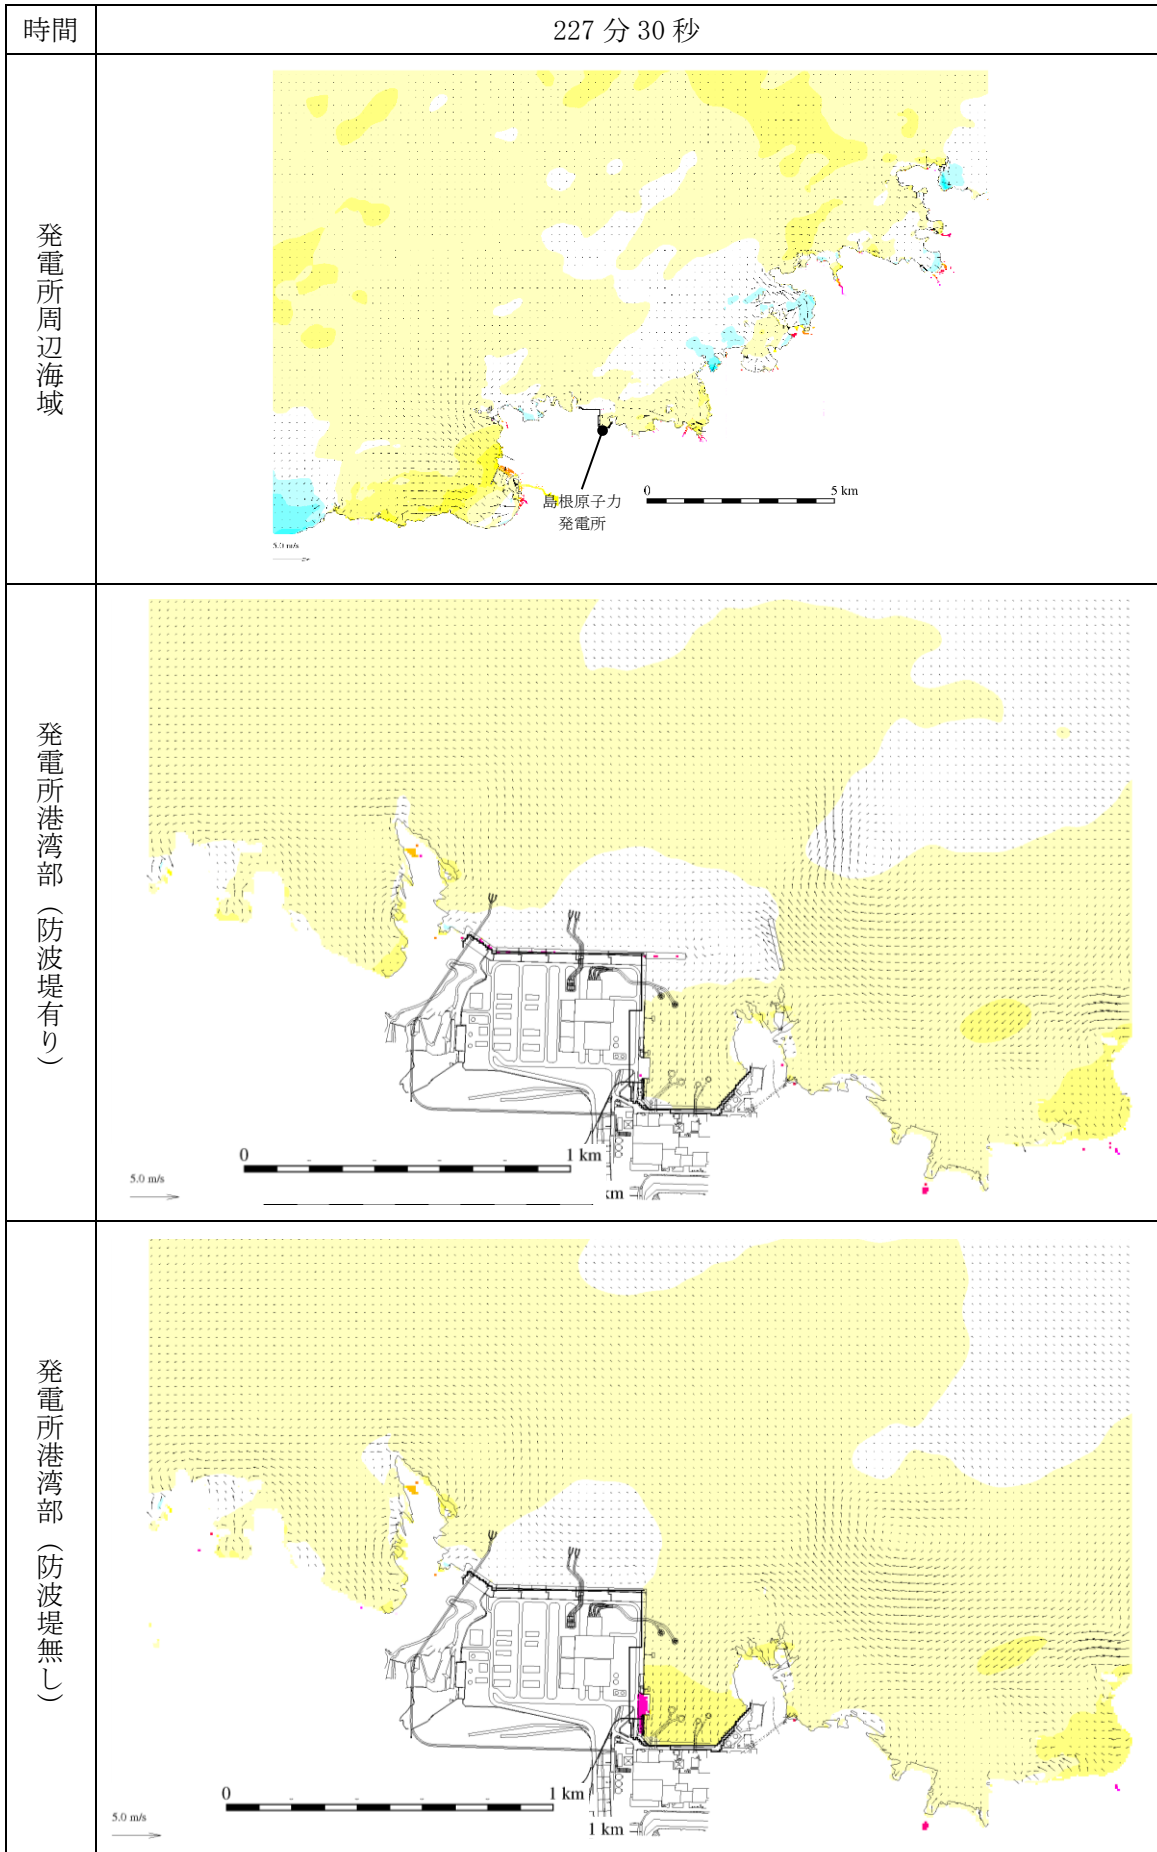 時間
227 分 30 秒
発電所周辺海域
島根原子力
発電所
0
5 km
5.0 m/s
発電所港湾部（防波堤有り）
0
1 km
5.0 m/s
km
発電所港湾部（防波堤無し）
0
1 km
5.0 m/s
1 km